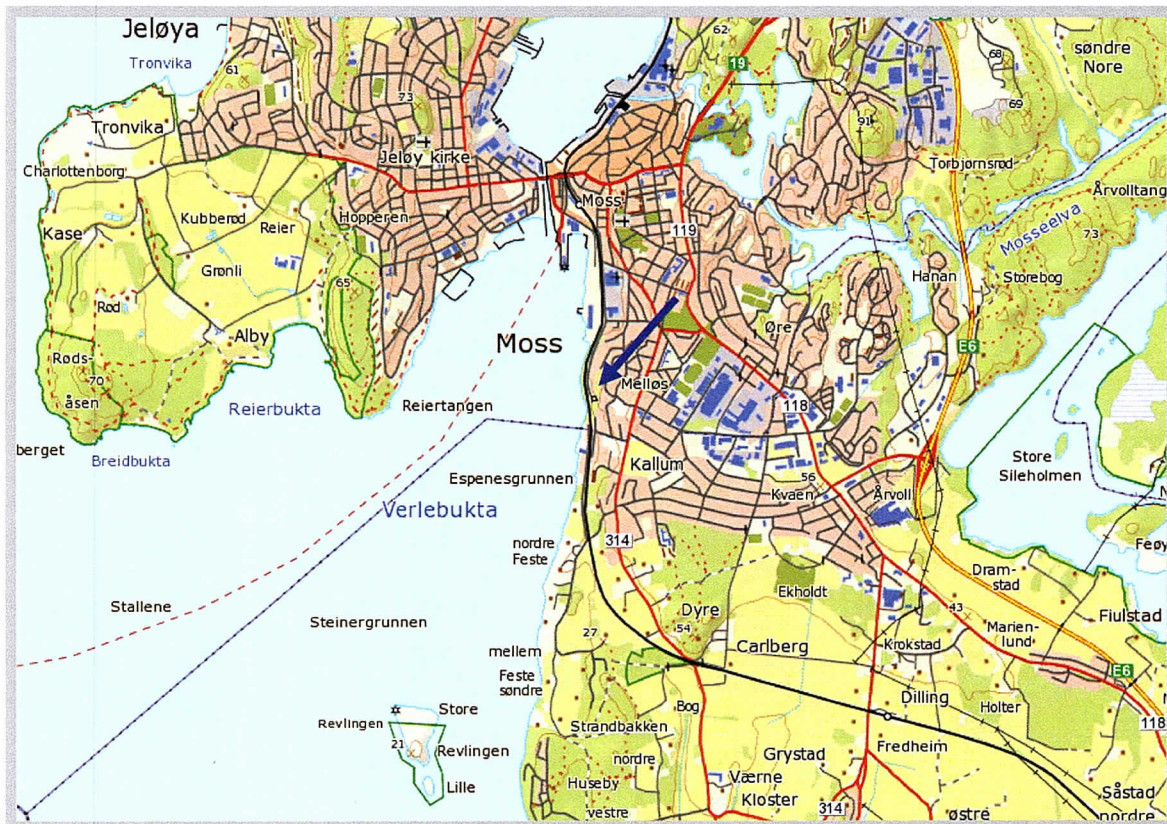 Jeløya
Tronvika
61
73
62
19
68
søndre
Nore
69
91
Tronvika
Jeløy kirke
Charlottenborg
Torbjørnsrød
Årvolltang
Kubberød
Reier
Hopperen
Moss
119
Mosseelva
73
Kase
Grønli
Hanan
Storebog
65
Rød
Alby
Moss
Øre
E6
Røds-
åsen
70
Melløs
Reierbukta
Reiertangen
118
berget
Breidbukta
Kallum
Store
Sileholmen
Espenesgrunnen
56
Kvaen
Årvoll
Verlebukta
nordre
Feste
314
Feøy
Dram-
stad
Ekholdt
Stallene
Dyre
43
Fiulstad
Steinergrunnen
27
54
Marien-
lund
mellem
Carlberg
Krokstad
E6
Feste
søndre
Dilling
Holter
Store
Bog
118
Revlingen
Strandbakken
21
Revlingen
nordre
Grystad
Fredheim
Lille
Huseby
Værne
Kloster
Såstad
vestre
314
østre
nordre